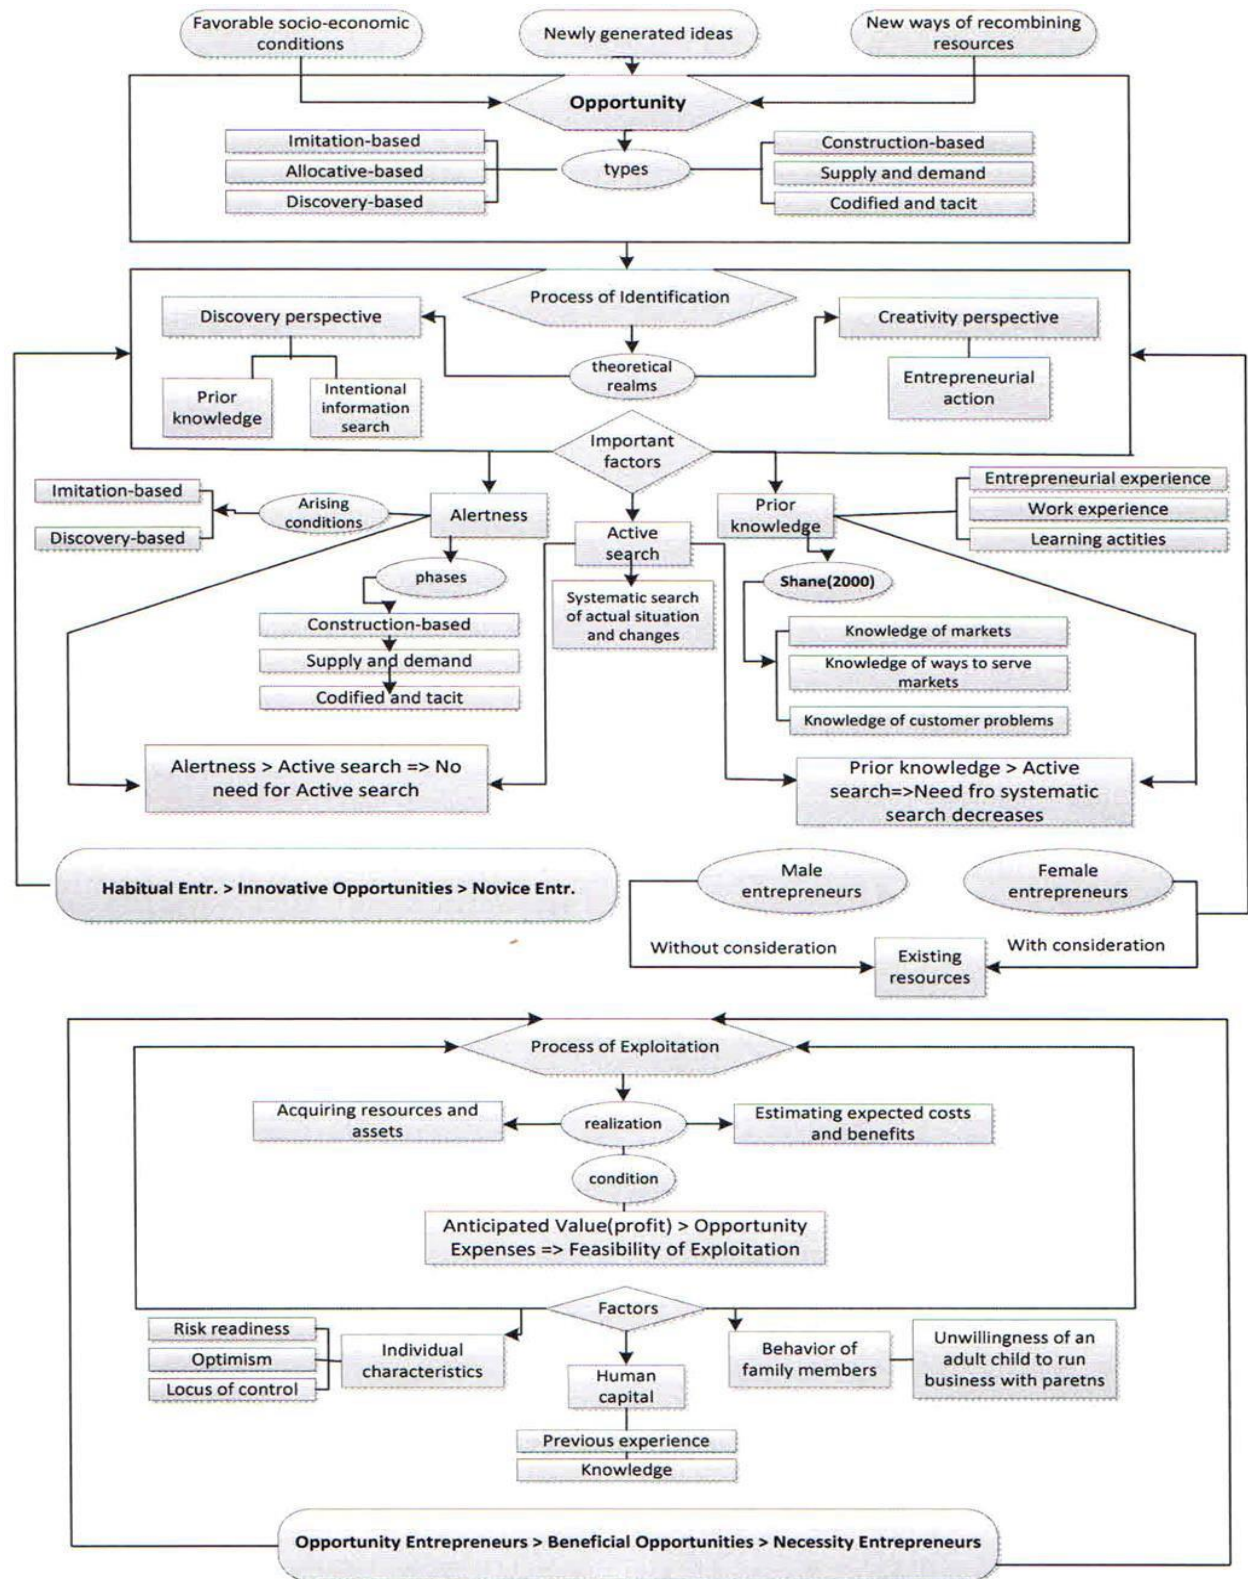 Favorable socio-economic
conditions
Newly generated ideas
New ways of recombining
resources
Opportunity
Imitation-based
Allocative-based
Discovery-based
types
Construction-based
Supply and demand
Codified and tacit
Process of Identification
Discovery perspective
Creativity perspective
theoretical
realms
Prior
knowledge
Intentional
information
search
Entrepreneurial
action
Important
factors
Imitation-based
Discovery-based
Arising
conditions
Alertness
Active
search
Prior
knowledge
Entrepreneurial experience
Work experience
Learning actities
phases
Construction-based
Supply and demand
Codified and tacit
Systematic search
of actual situation
and changes
Shane(2000)
Knowledge of markets
Knowledge of ways to serve
markets
Knowledge of customer problems
Alertness > Active search => No
need for Active search
Prior knowledge > Active
search=>Need fro systematic
search decreases
Habitual Entr. > Innovative Opportunities > Novice Entr.
Male
entrepreneurs
Female
entrepreneurs
Without consideration
Existing
resources
With consideration
Process of Exploitation
Acquiring resources and
assets
realization
Estimating expected costs
and benefits
condition
Anticipated Value(profit) > Opportunity
Expenses => Feasibility of Exploitation
Factors
Risk readiness
Optimism
Locus of control
Individual
characteristics
Human
capital
Behavior of
family members
Unwillingness of an
adult child to run
business with paretns
Previous experience
Knowledge
Opportunity Entrepreneurs > Beneficial Opportunities > Necessity Entrepreneurs